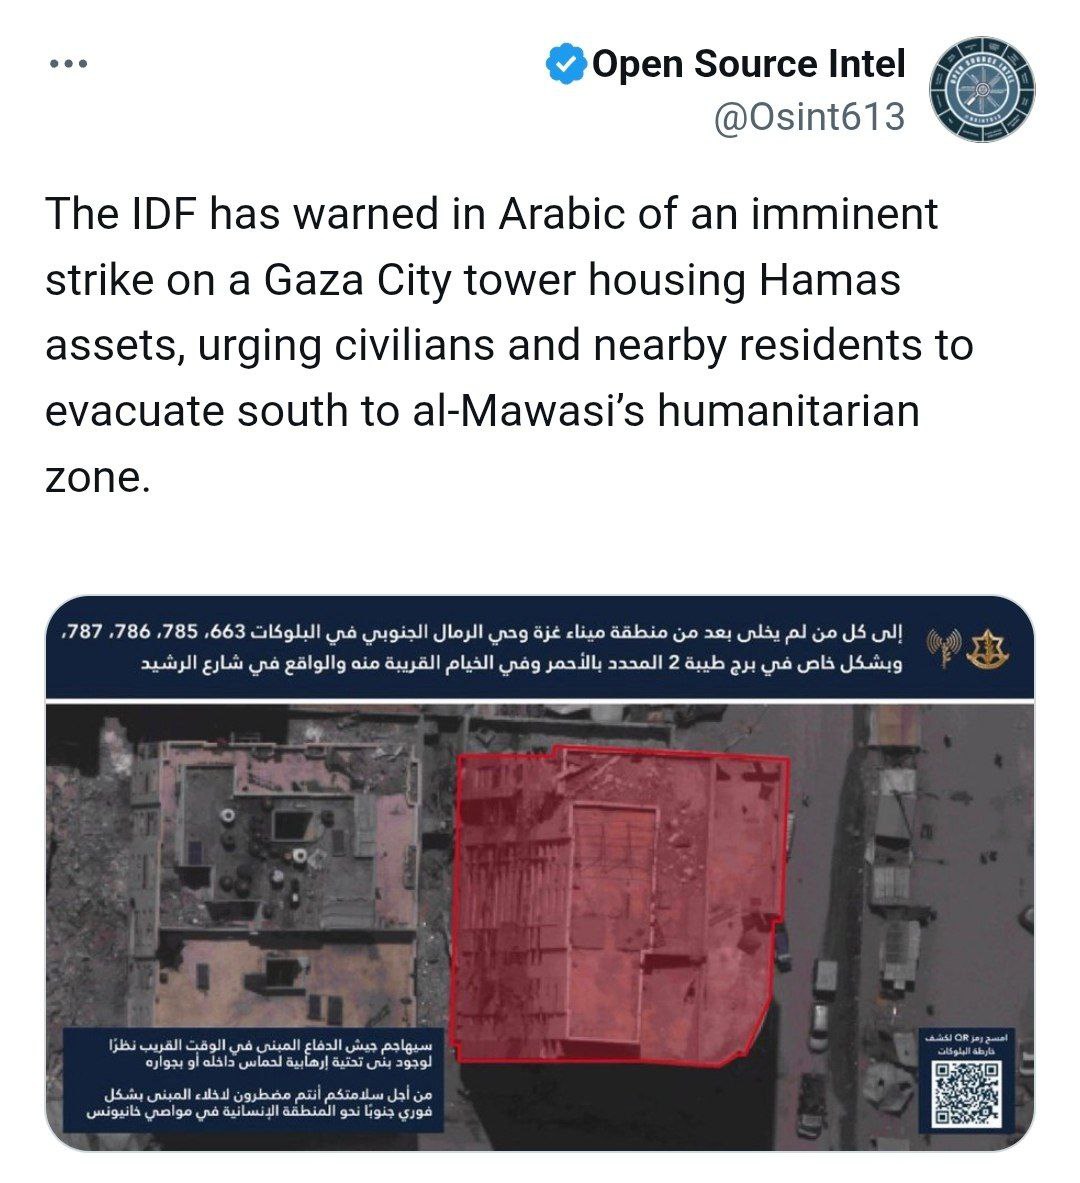 Open Source Intel
@Osint613
The IDF has warned in Arabic of an imminent
strike on a Gaza City tower housing Hamas
assets, urging civilians and nearby residents to
evacuate south to al-Mawasi’s humanitarian
zone.
إلى كل من لم يخلى بعد من منطقة ميناء غزة وحي الرمال الجنوبي في البلوكات 663، 785، 786، 787،
وبشكل خاص في برج طيبة 2 المحدد بالأحمر وفي الخيام القريبة منه والواقع في شارع الرشيد
سيهاجم جيش الدفاع المبنى في الوقت القريب نظرًا
لوجود بنى تحتية إرهابية لحماس داخله أو بجواره
من أجل سلامتكم أنتم مضطرون لاخلاء المبنى بشكل
فوري جنوبًا نحو المنطقة الإنسانية في مواصي خانيونس
امسح رمز QR لكشف
خارطة البلوكات